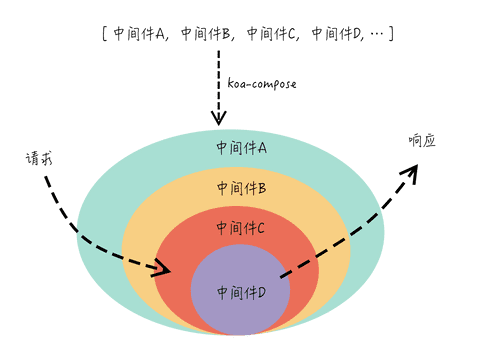 [ 中间件A, 中间件B, 中间件C, 中间件D, ... ]
koa-compose
请求
响应
中间件A
中间件B
中间件C
中间件D